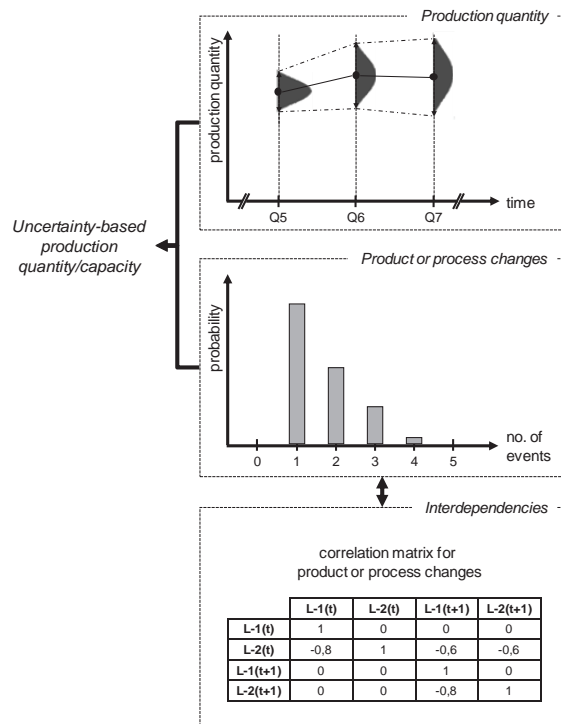 Production quantity
production quantity
Q5 Q6 Q7
time
Uncertainty-based
production
quantity/capacity
Product or process changes
probability
0 1 2 3 4 5
no. of
events
Interdependencies
correlation matrix for
product or process changes
L-1(t) L-2(t) L-1(t+1) L-2(t+1)
L-1(t) 1 0 0 0
L-2(t) -0,8 1 -0,6 -0,6
L-1(t+1) 0 0 1 0
L-2(t+1) 0 0 -0,8 1